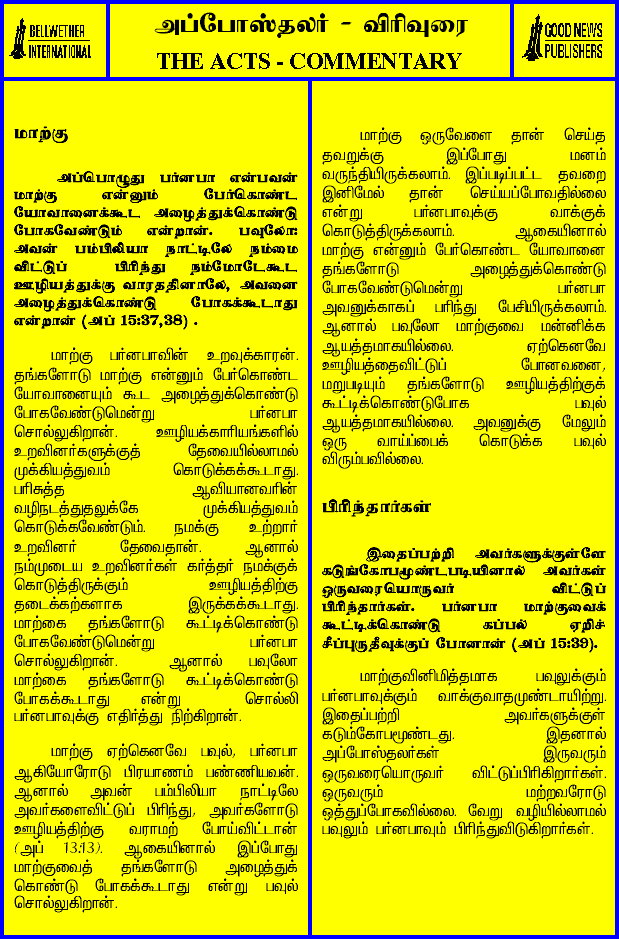 BELLWETHER
INTERNATIONAL
அப்போஸ்தலர் - விரிவுரை
THE ACTS - COMMENTARY
GOOD NEWS
PUBLISHERS
மாற்கு
அப்பொழுது பர்னபா என்பவன்
மாற்கு என்னும் பேர்கொண்ட
யோவானைக்கூட அழைத்துக்கொண்டு
போகவேண்டும் என்றான். பவுலோ:
அவன் பம்பிலியா நாட்டிலே நம்மை
விட்டுப் பிரிந்து நம்மோடேகூட
ஊழியத்துக்கு வாரததினாலே, அவனை
அழைத்துக்கொண்டு போகக்கூடாது
என்றான் (அப் 15:37,38) .
மாற்கு பர்னபாவின் உறவுக்காரன்.
தங்களோடு மாற்கு என்னும் பேர்கொண்ட
யோவானையும் கூட அழைத்துக்கொண்டு
போகவேண்டுமென்று பர்னபா
சொல்லுகிறான். ஊழியக்காரியங்களில்
உறவினர்களுக்குத் தேவையில்லாமல்
முக்கியத்துவம் கொடுக்கக்கூடாது.
பரிசுத்த ஆவியானவரின்
வழிநடத்துதலுக்கே முக்கியத்துவம்
கொடுக்கவேண்டும். நமக்கு உற்றார்
உறவினர் தேவைதான். ஆனால்
நம்முடைய உறவினர்கள் கர்த்தர் நமக்குக்
கொடுத்திருக்கும் ஊழியத்திற்கு
தடைக்கற்களாக இருக்கக்கூடாது.
மாற்கை தங்களோடு கூட்டிக்கொண்டு
போகவேண்டுமென்று பர்னபா
சொல்லுகிறான். ஆனால் பவுலோ
மாற்கை தங்களோடு கூட்டிக்கொண்டு
போகக்கூடாது என்று சொல்லி
பர்னபாவுக்கு எதிர்த்து நிற்கிறான்.
மாற்கு ஏற்கெனவே பவுல், பர்னபா
ஆகியோரோடு பிரயாணம் பண்ணியவன்.
ஆனால் அவன் பம்பிலியா நாட்டிலே
அவர்களைவிட்டுப் பிரிந்து, அவர்களோடு
ஊழியத்திற்கு வராமற் போய்விட்டான்
(அப் 13:13). ஆகையினால் இப்போது
மாற்குவைத் தங்களோடு அழைத்துக்
கொண்டு போகக்கூடாது என்று பவுல்
சொல்லுகிறான்.
மாற்கு ஒருவேளை தான் செய்த
தவறுக்கு இப்போது மனம்
வருந்தியிருக்கலாம். இப்படிப்பட்ட தவறை
இனிமேல் தான் செய்யப்போவதில்லை
என்று பர்னபாவுக்கு வாக்குக்
கொடுத்திருக்கலாம். ஆகையினால்
மாற்கு என்னும் பேர்கொண்ட யோவானை
தங்களோடு அழைத்துக்கொண்டு
போகவேண்டுமென்று பர்னபா
அவனுக்காகப் பரிந்து பேசியிருக்கலாம்.
ஆனால் பவுலோ மாற்குவை மன்னிக்க
ஆயத்தமாகயில்லை. ஏற்கெனவே
ஊழியத்தைவிட்டுப் போனவனை,
மறுபடியும் தங்களோடு ஊழியத்திற்குக்
கூட்டிக்கொண்டுபோக பவுல்
ஆயத்தமாகயில்லை. அவனுக்கு மேலும்
ஒரு வாய்ப்பைக் கொடுக்க பவுல்
விரும்பவில்லை.
பிரிந்தார்கள்
இதைப்பற்றி அவர்களுக்குள்ளே
கடுங்கோபமூண்டபடியினால் அவர்கள்
ஒருவரையொருவர் விட்டுப்
பிரிந்தார்கள். பர்னபா மாற்குவைக்
கூட்டிக்கொண்டு கப்பல் ஏறிச்
சீப்புருதீவுக்குப் போனான் (அப் 15:39).
மாற்குவினிமித்தமாக பவுலுக்கும்
பர்னபாவுக்கும் வாக்குவாதமுண்டாயிற்று.
இதைப்பற்றி அவர்களுக்குள்
கடும்கோபமூண்டது. இதனால்
அப்போஸ்தலர்கள் இருவரும்
ஒருவரையொருவர் விட்டுப்பிரிகிறார்கள்.
ஒருவரும் மற்றவரோடு
ஒத்துப்போகவில்லை. வேறு வழியில்லாமல்
பவுலும் பர்னபாவும் பிரிந்துவிடுகிறார்கள்.